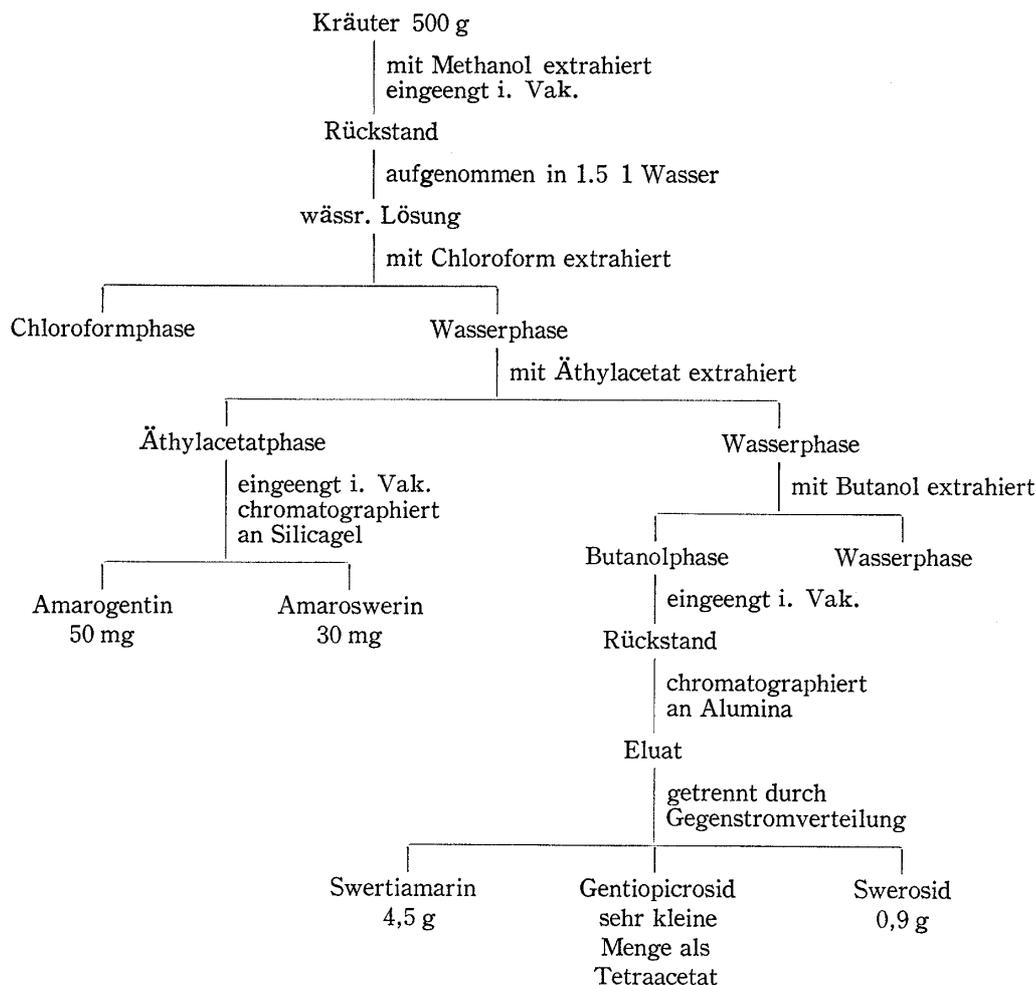 Kräuter 500 g
mit Methanol extrahiert
eingeengt i. Vak.
Rückstand
aufgenommen in 1.5 1 Wasser
wässr. Lösung
mit Chloroform extrahiert
Chloroformphase
Wasserphase
mit Äthylacetat extrahiert
Äthylacetatphase
eingeengt i. Vak.
chromatographiert
an Silicagel
Amarogentin
50 mg
Amaroswerin
30 mg
Wasserphase
mit Butanol extrahiert
Butanolphase
Wasserphase
eingeengt i. Vak.
Rückstand
chromatographiert
an Alumina
Eluat
getrennt durch
Gegenstromverteilung
Swertiamarin
4,5 g
Gentiopicrosid
sehr kleine
Menge als
Tetraacetat
Swerosid
0,9 g